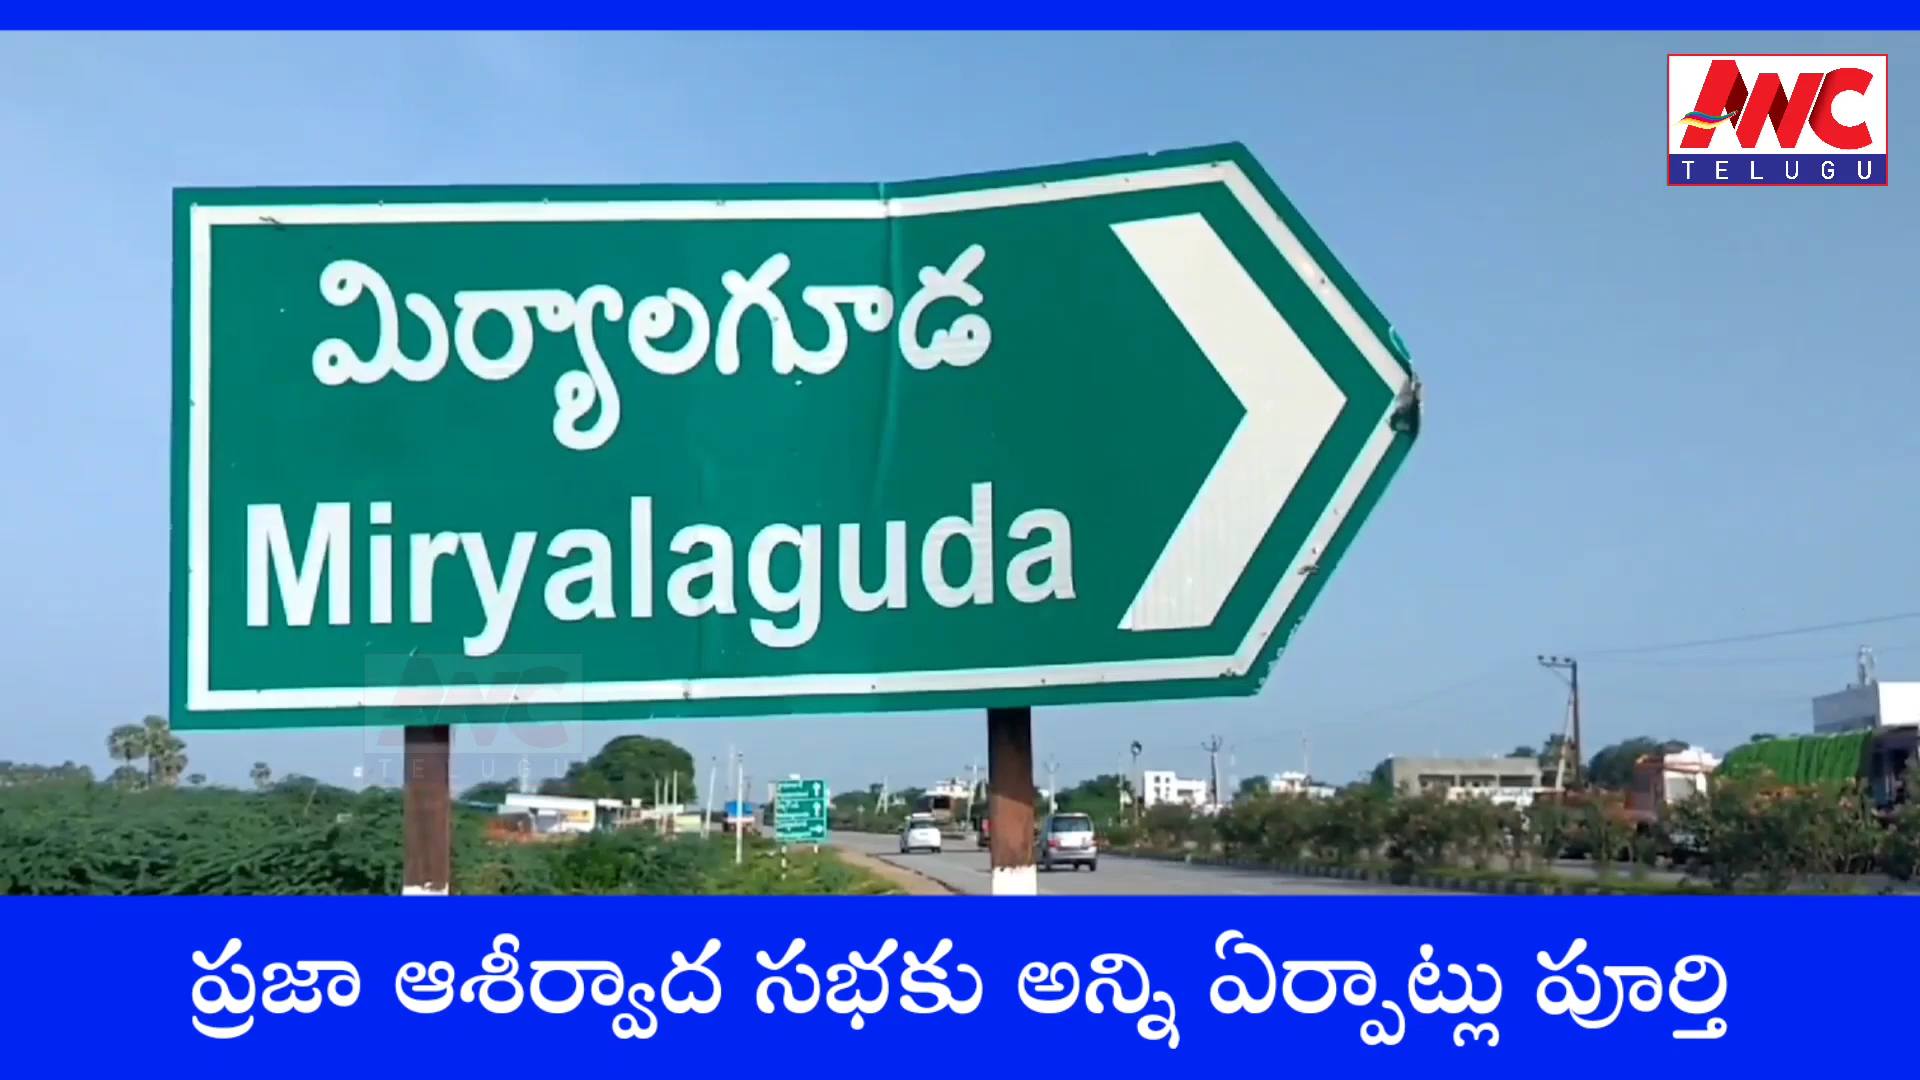 ANC
TELUGU
మిర్యాలగూడ
Miryalaguda
ప్రజా ఆశీర్వాద సభకు అన్ని ఏర్పాట్లు పూర్తి